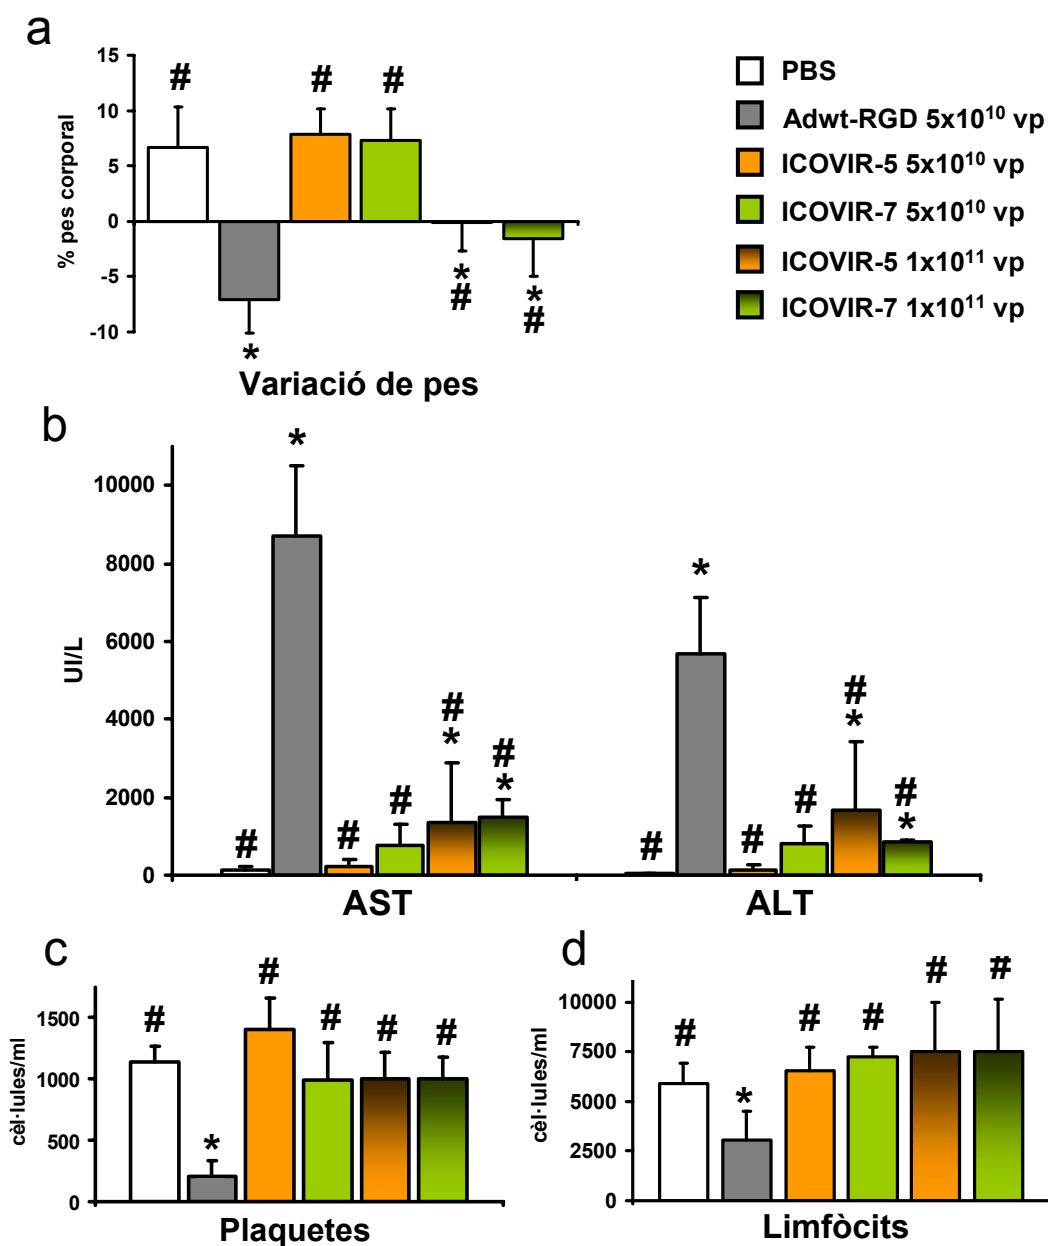 a
15
10
5
0
-5
-10
% pes corporal
# * # # * # * #
Variació de pes
PBS
Adwt-RGD 5x10¹⁰ vp
ICOVIR-5 5x10¹⁰ vp
ICOVIR-7 5x10¹⁰ vp
ICOVIR-5 1x10¹¹ vp
ICOVIR-7 1x10¹¹ vp
b
10000
8000
6000
4000
2000
0
UI/L
# * # # # * # *
# * # # # * # *
AST
ALT
c
1500
1000
500
0
cèl·lules/ml
# * # # # #
Plaquetes
d
10000
7500
5000
2500
0
cèl·lules/ml
# * # # # #
Limfòcits